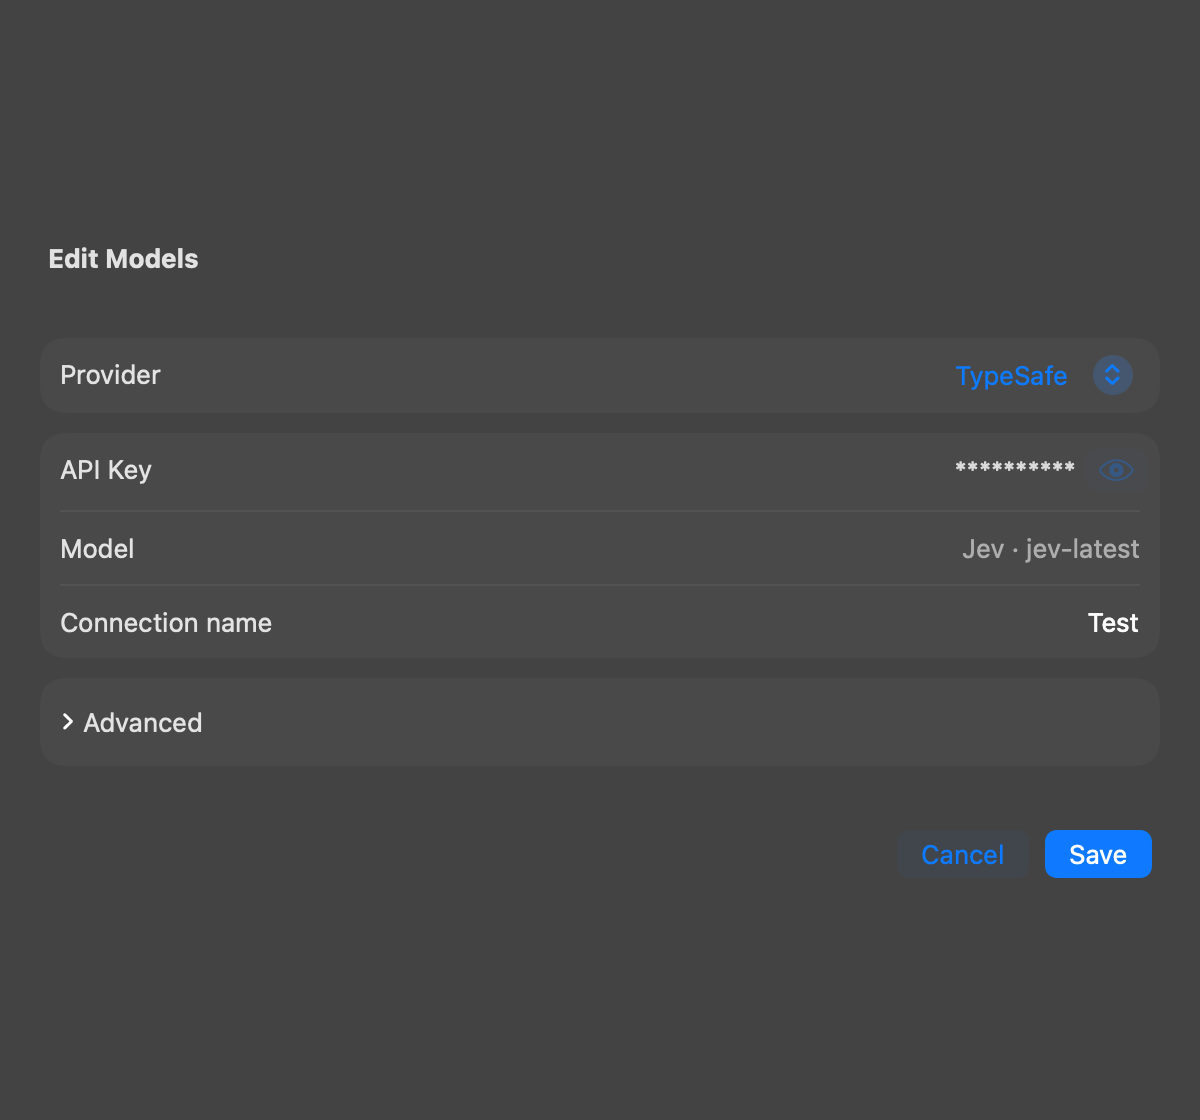 Edit Models
Provider TypeSafe
API Key **********
Model Jev · jev-latest
Connection name Test
Advanced
Cancel Save